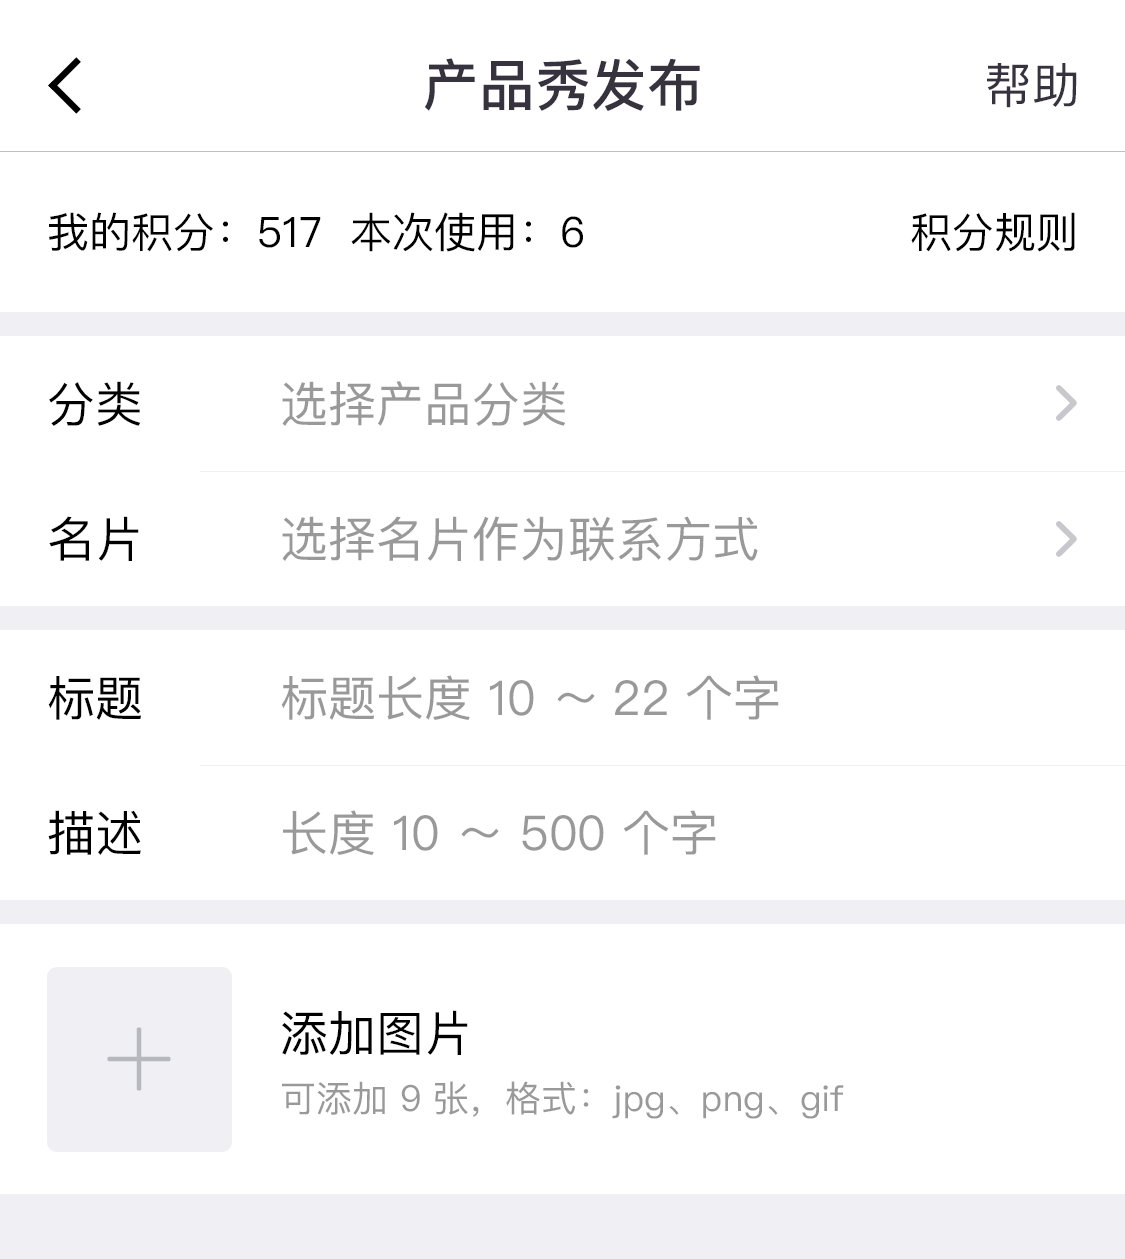 产品秀发布 帮助
我的积分：517 本次使用：6 积分规则
分类 选择产品分类
名片 选择名片作为联系方式
标题 标题长度 10 ～ 22 个字
描述 长度 10 ～ 500 个字
添加图片
可添加 9 张，格式：jpg、png、gif